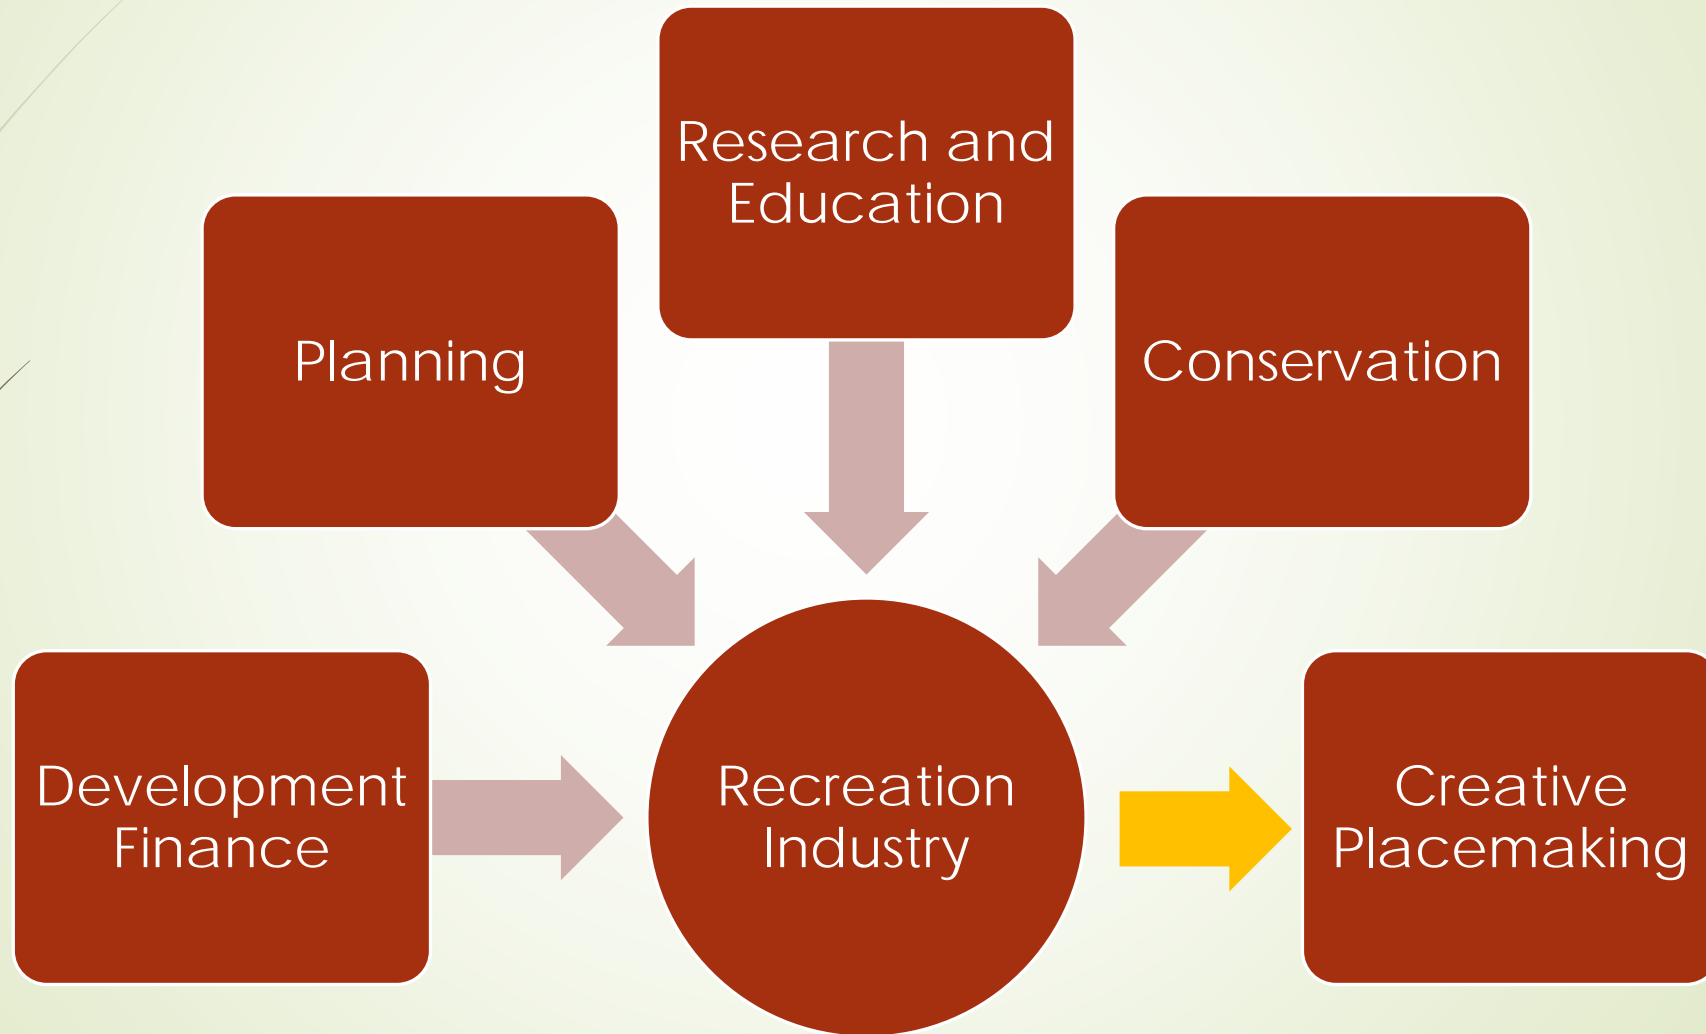 Research and
Education
Planning
Conservation
Development
Finance
Recreation
Industry
Creative
Placemaking